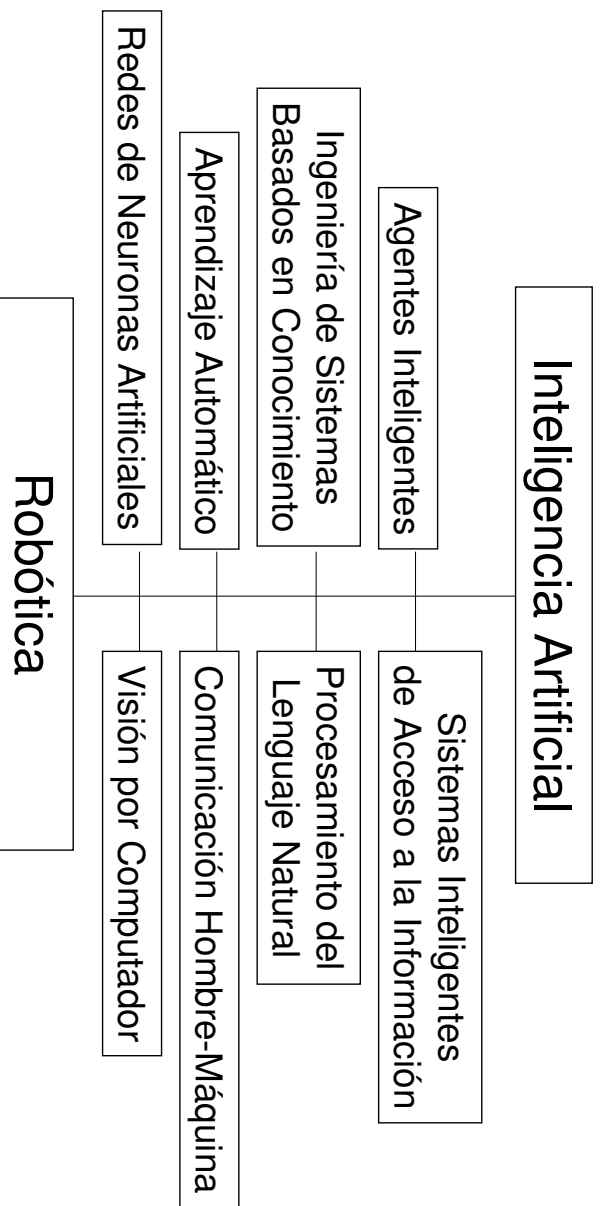 Inteligencia Artificial
Agentes Inteligentes
Sistemas Inteligentes
de Acceso a la Información
Ingeniería de Sistemas
Basados en Conocimiento
Procesamiento del
Lenguaje Natural
Aprendizaje Automático
Comunicación Hombre-Máquina
Redes de Neuronas Artificiales
Visión por Computador
Robótica